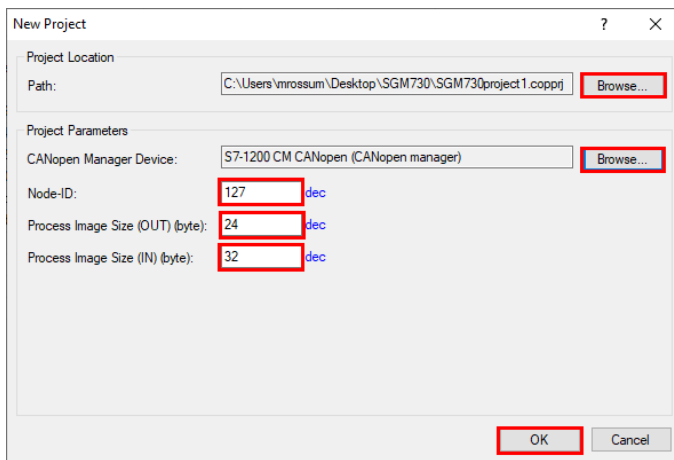 New Project ? ×
Project Location
Path: C:\Users\mrossum\Desktop\SGM730\SGM730project1.copprj Browse...
Project Parameters
CANopen Manager Device: S7-1200 CM CANopen (CANopen manager) Browse...
Node-ID: 127 dec
Process Image Size (OUT) (byte): 24 dec
Process Image Size (IN) (byte): 32 dec
OK Cancel